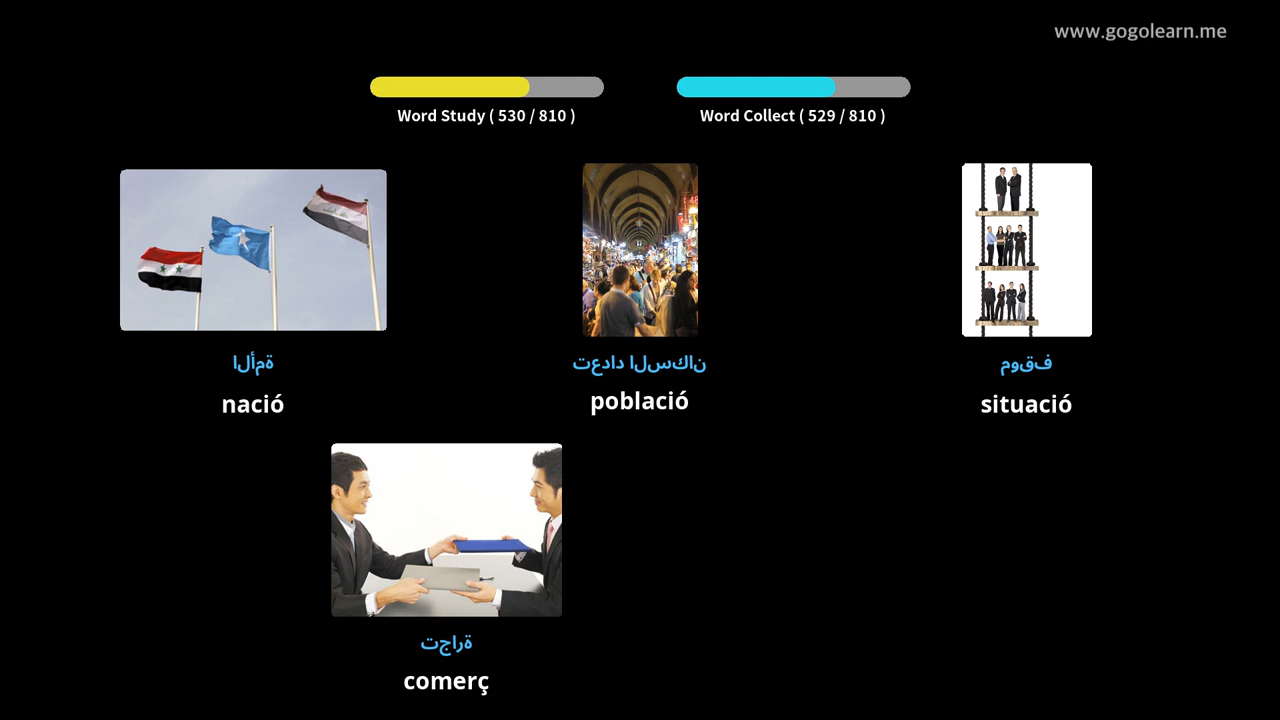 www.gogolearn.me
Word Study ( 530 / 810 )
Word Collect ( 529 / 810 )
الأمة
nació
تعداد السكان
població
موقف
situació
تجارة
comerç